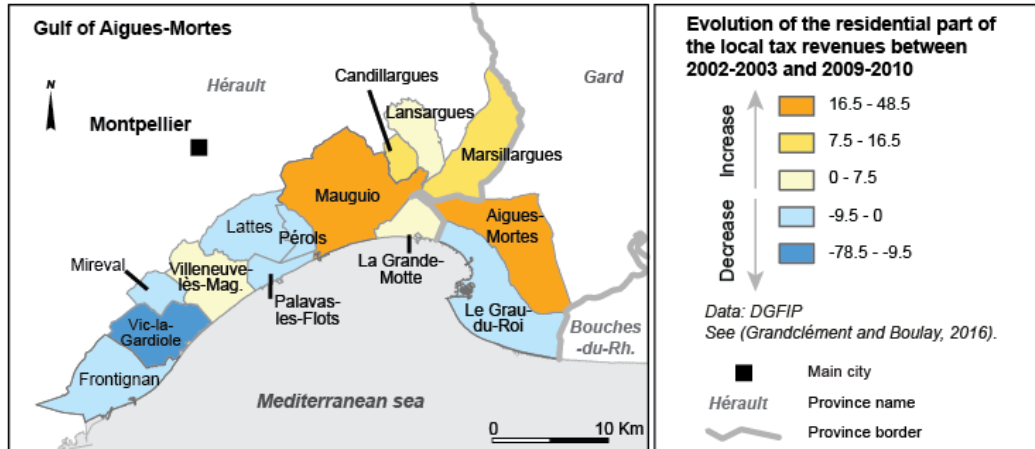 Gulf of Aigues-Mortes
N
Hérault
Gard
Candillargues
Lansargues
Montpellier
Marsillargues
Mauguio
Aigues-
Mortes
Lattes
Pérols
La Grande-
Motte
Mireval
Villeneuve-
lès-Mag.
Palavas-
les-Flots
Le Grau-
du-Roi
Vic-la-
Gardiole
Bouches
-du-Rh.
Frontignan
Mediterranean sea
0 10 Km
Evolution of the residential part of
the local tax revenues between
2002-2003 and 2009-2010
Increase
16.5 - 48.5
7.5 - 16.5
0 - 7.5
Decrease
-9.5 - 0
-78.5 - -9.5
Data: DGFIP
See (Grandclément and Boulay, 2016).
Main city
Hérault Province name
Province border